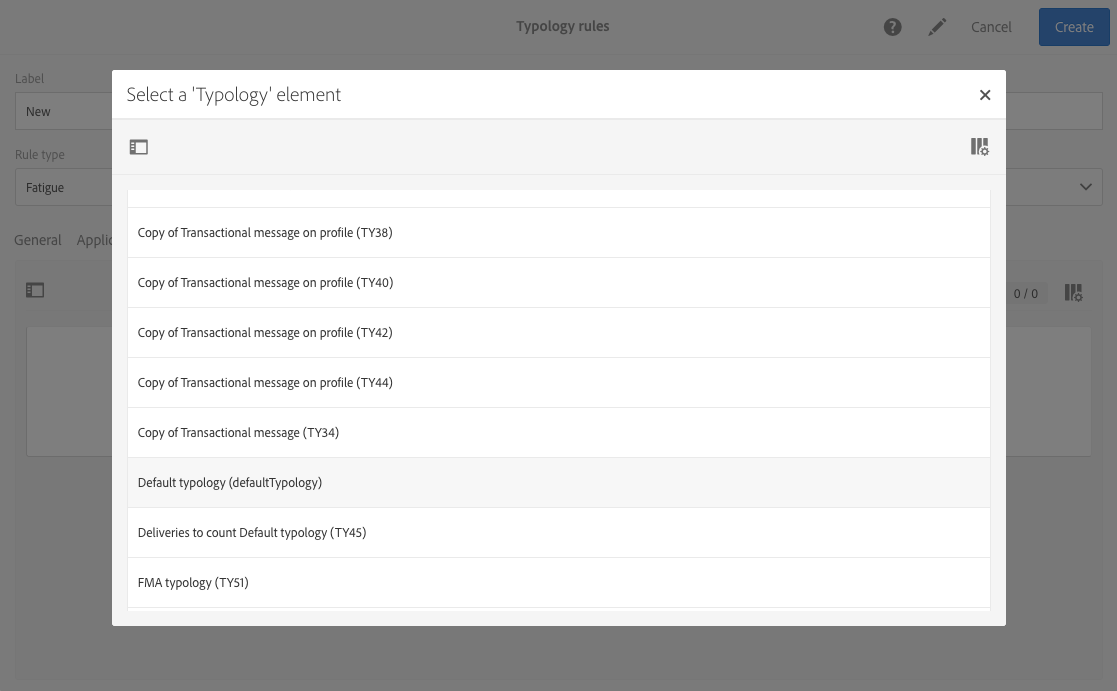 Typology rules
Cancel
Create
Label
New
Rule type
Fatigue
General Applic
0 / 0
Select a 'Typology' element
Copy of Transactional message on profile (TY38)
Copy of Transactional message on profile (TY40)
Copy of Transactional message on profile (TY42)
Copy of Transactional message on profile (TY44)
Copy of Transactional message (TY34)
Default typology (defaultTypology)
Deliveries to count Default typology (TY45)
FMA typology (TY51)